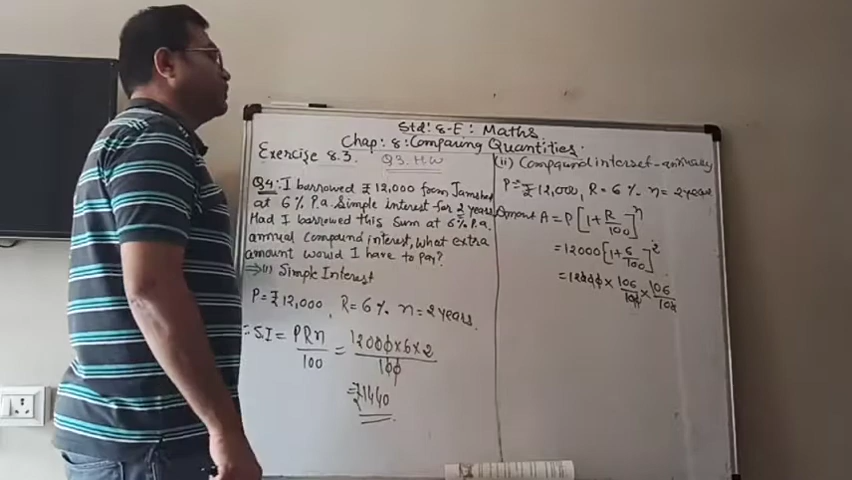 Std: 8-E: Maths
Chap: 8: Comparing Quantities
Exercise 8.3. Q3. H.W
Q4: I borrowed ₹12,000 from Jamshed
at 6% P.a. Simple interest for 2 years.
Had I borrowed this sum at 6% P.a.
annual Compound interest, what extra
amount would I have to pay?
⇒ (i) Simple Interest
P = ₹12,000, R = 6% n = 2 years.
∴ S.I = PRn/100 = 12000×6×2/100
= ₹1440
(ii) Compound interest - annually
P = ₹12,000, R = 6% n = 2 years
Amount A = P[1+R/100]^n
= 12000[1+6/100]^2
= 12000 × 106/100 × 106/100